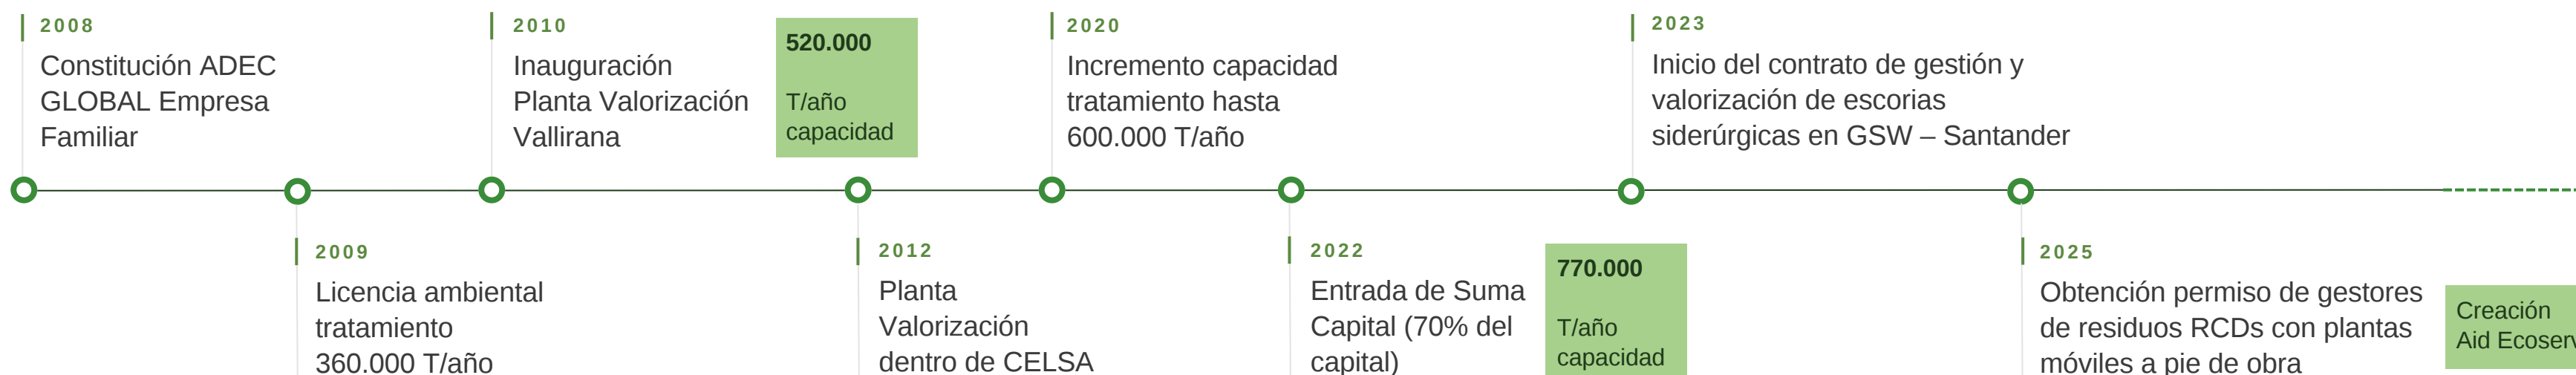 2008
Constitución ADEC
GLOBAL Empresa
Familiar
2009
Licencia ambiental
tratamiento
360.000 T/año
2010
Inauguración
Planta Valorización
Vallirana
520.000
T/año
capacidad
2012
Planta
Valorización
dentro de CELSA
2020
Incremento capacidad
tratamiento hasta
600.000 T/año
2022
Entrada de Suma
Capital (70% del
capital)
770.000
T/año
capacidad
2023
Inicio del contrato de gestión y
valorización de escorias
siderúrgicas en GSW – Santander
2025
Obtención permiso de gestores
de residuos RCDs con plantas
móviles a pie de obra
Creación
Aid